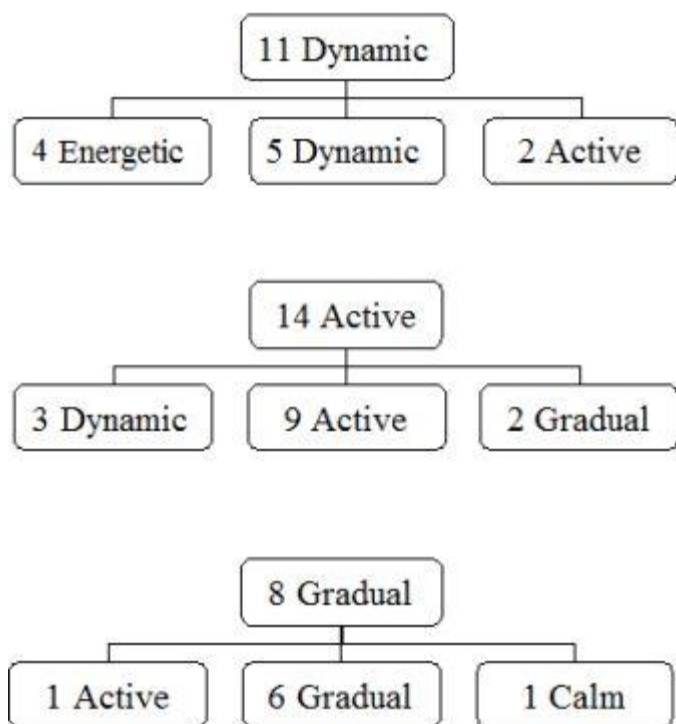 11 Dynamic
4 Energetic 5 Dynamic 2 Active
14 Active
3 Dynamic 9 Active 2 Gradual
8 Gradual
1 Active 6 Gradual 1 Calm